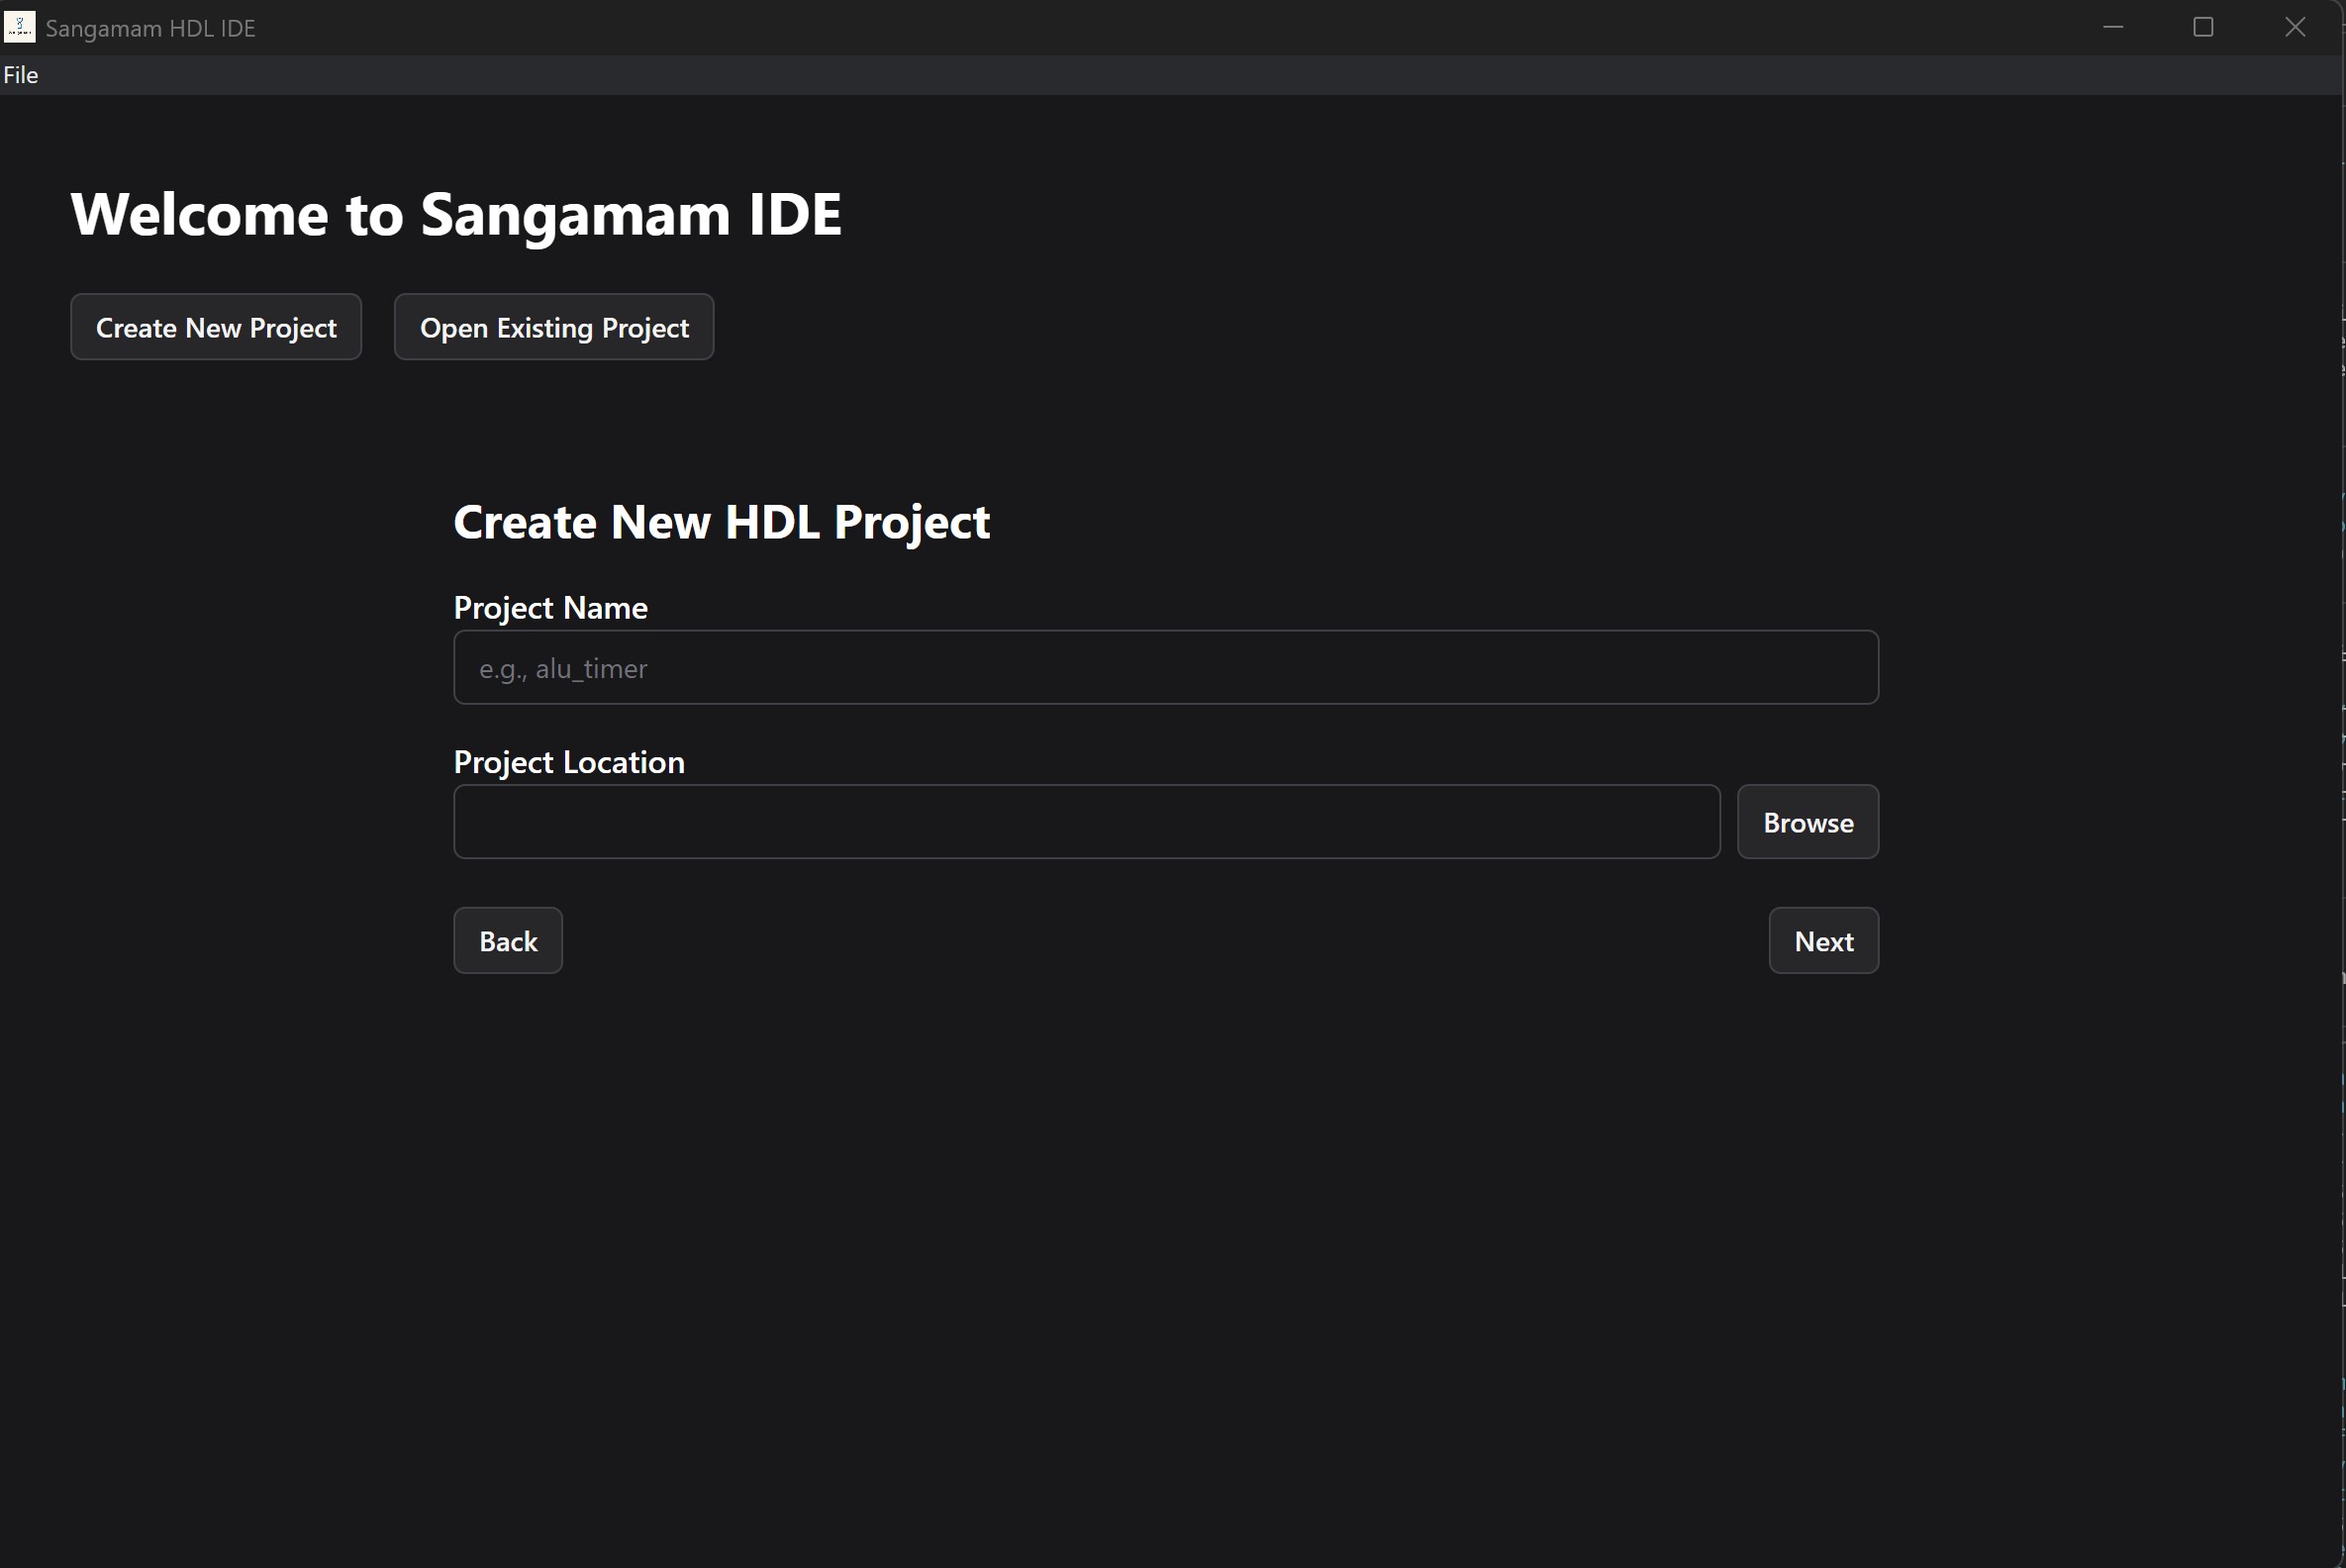 Sangamam HDL IDE
File
Welcome to Sangamam IDE
Create New Project
Open Existing Project
Create New HDL Project
Project Name
e.g., alu_timer
Project Location
Browse
Back
Next